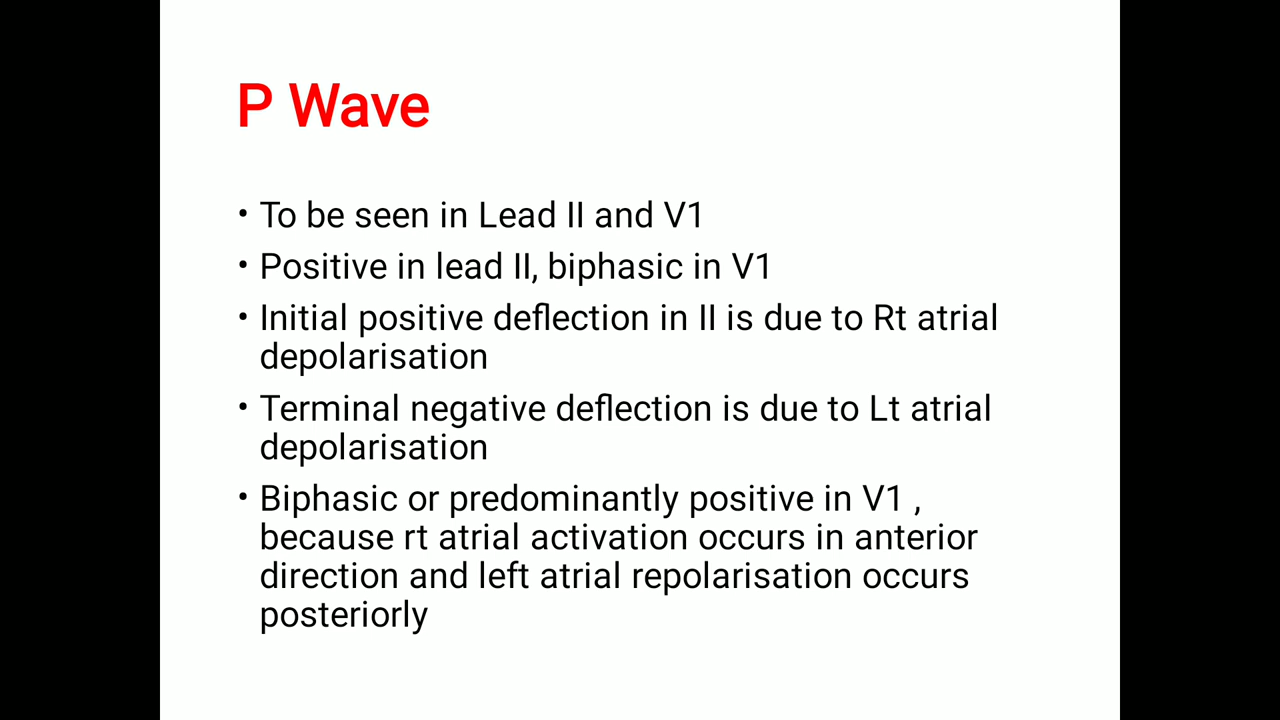 P Wave
• To be seen in Lead II and V1
• Positive in lead II, biphasic in V1
• Initial positive deflection in II is due to Rt atrial
depolarisation
• Terminal negative deflection is due to Lt atrial
depolarisation
• Biphasic or predominantly positive in V1 ,
because rt atrial activation occurs in anterior
direction and left atrial repolarisation occurs
posteriorly